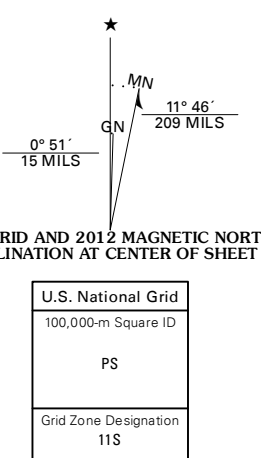 ★
MN
GN
11° 46´
209 MILS
0° 51´
15 MILS
RID AND 2012 MAGNETIC NORT
LINATION AT CENTER OF SHEET
U.S. National Grid
100,000-m Square ID
PS
Grid Zone Designation
11S